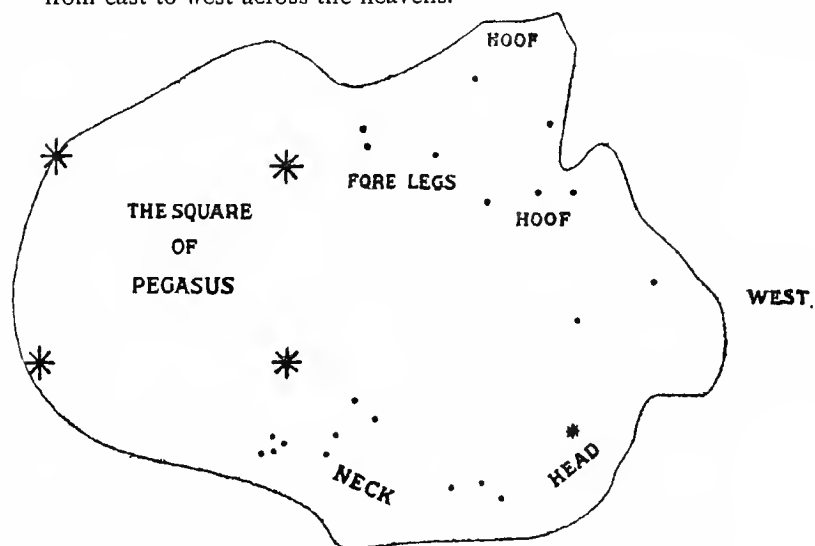 from east to west across the heavens.
HOOF
FORE LEGS
THE SQUARE
OF
PEGASUS
HOOF
WEST.
NECK
HEAD